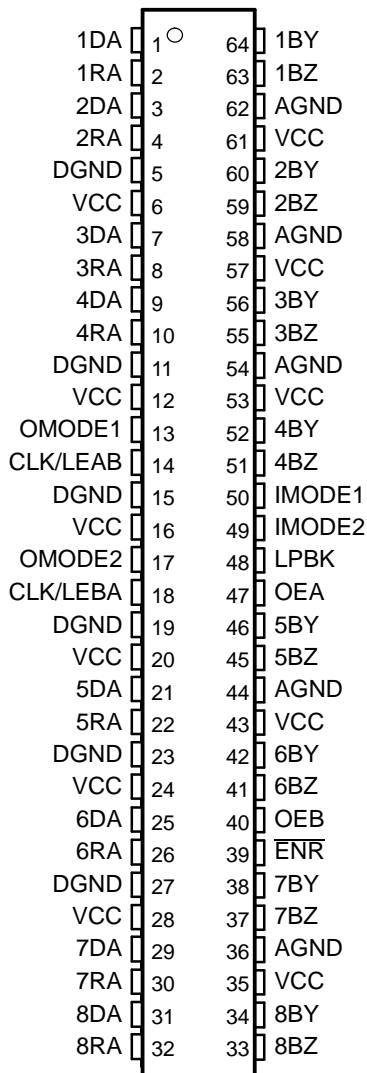 1DA 1 64 1BY
1RA 2 63 1BZ
2DA 3 62 AGND
2RA 4 61 VCC
DGND 5 60 2BY
VCC 6 59 2BZ
3DA 7 58 AGND
3RA 8 57 VCC
4DA 9 56 3BY
4RA 10 55 3BZ
DGND 11 54 AGND
VCC 12 53 VCC
OMODE1 13 52 4BY
CLK/LEAB 14 51 4BZ
DGND 15 50 IMODE1
VCC 16 49 IMODE2
OMODE2 17 48 LPBK
CLK/LEBA 18 47 OEA
DGND 19 46 5BY
VCC 20 45 5BZ
5DA 21 44 AGND
5RA 22 43 VCC
DGND 23 42 6BY
VCC 24 41 6BZ
6DA 25 40 OEB
6RA 26 39 E̅N̅R̅
DGND 27 38 7BY
VCC 28 37 7BZ
7DA 29 36 AGND
7RA 30 35 VCC
8DA 31 34 8BY
8RA 32 33 8BZ